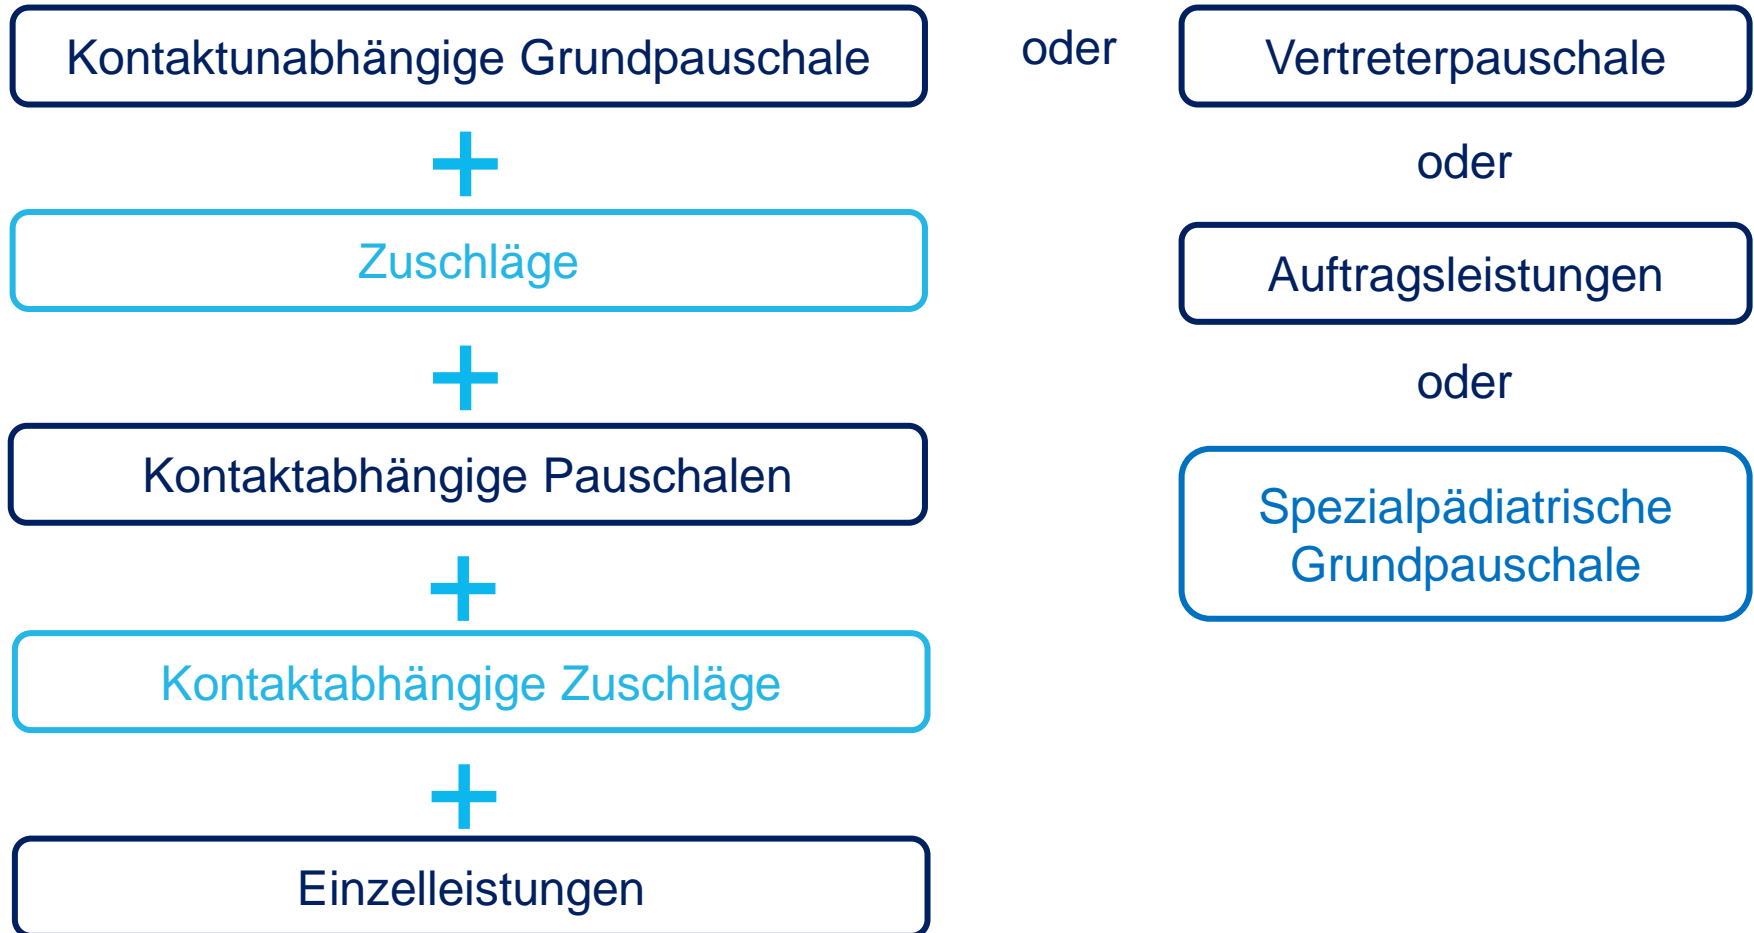 Kontaktunabhängige Grundpauschale
oder
Vertreterpauschale
+
oder
Zuschläge
Auftragsleistungen
+
oder
Kontaktabhängige Pauschalen
Spezialpädiatrische
Grundpauschale
+
Kontaktabhängige Zuschläge
+
Einzelleistungen